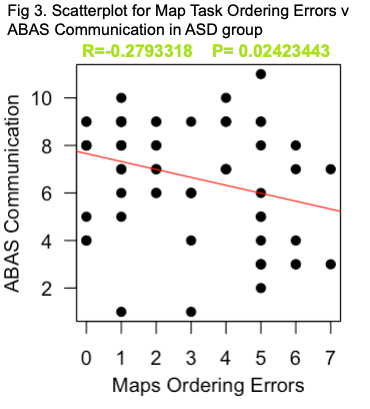 Fig 3. Scatterplot for Map Task Ordering Errors v
ABAS Communication in ASD group
R=-0.2793318 P= 0.02423443
ABAS Communication
10
8
6
4
2
0 1 2 3 4 5 6 7
Maps Ordering Errors